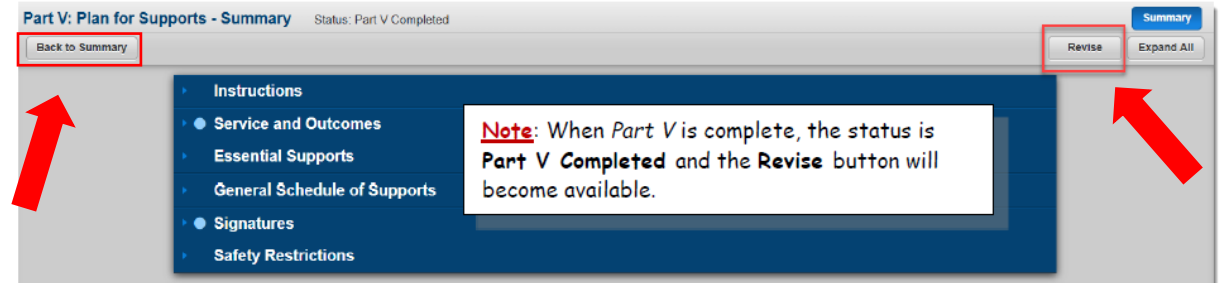 Part V: Plan for Supports - Summary Status: Part V Completed Summary
Back to Summary Revise Expand All
Instructions
Service and Outcomes
Essential Supports
General Schedule of Supports
Signatures
Safety Restrictions
Note: When Part V is complete, the status is
Part V Completed and the Revise button will
become available.